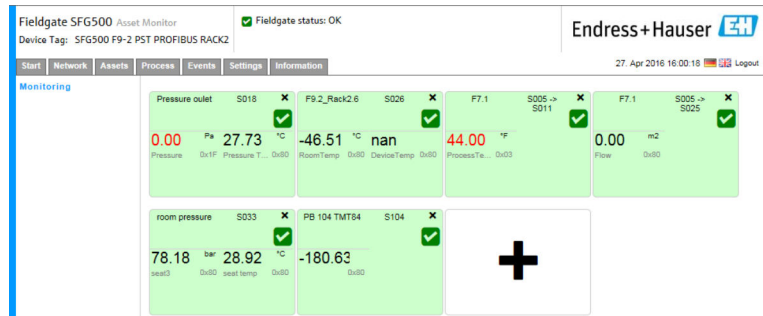 Fieldgate SFG500 Asset Monitor
Device Tag: SFG500 F9-2 PST PROFIBUS RACK2
Fieldgate status: OK
Endress+Hauser EH
Start Network Assets Process Events Settings Information
27. Apr 2016 16:00:18 Logout
Monitoring
Pressure oulet S018 ×
0.00 Pa 27.73 °C
Pressure 0x1F Pressure T... 0x80
F9.2_Rack2.6 S026 ×
-46.51 °C nan
RoomTemp 0x80 DeviceTemp 0x80
F7.1 S005 -> ×
S011
44.00 °F
ProcessTe... 0x03
F7.1 S005 -> ×
S025
0.00 m2
Flow 0x80
room pressure S033 ×
78.18 bar 28.92 °C
seat3 0x80 seat temp 0x80
PB 104 TMT84 S104 ×
-180.63
0x80
+